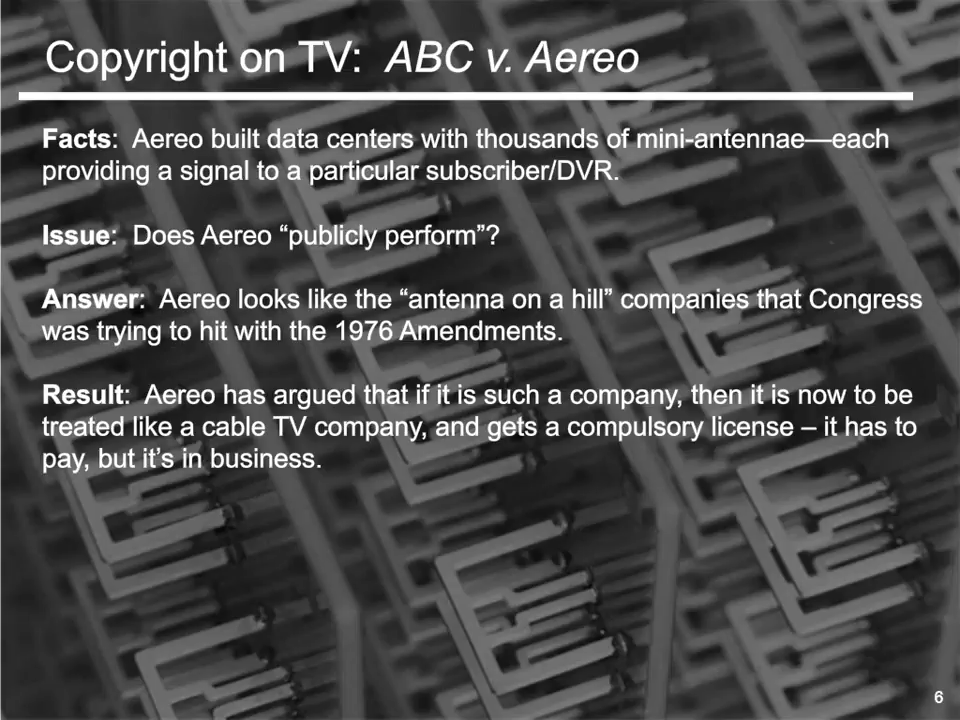 Copyright on TV:  ABC v. Aereo
Facts:  Aereo built data centers with thousands of mini-antennae—each
providing a signal to a particular subscriber/DVR.
Issue:  Does Aereo “publicly perform”?
Answer:  Aereo looks like the “antenna on a hill” companies that Congress
was trying to hit with the 1976 Amendments.
Result:  Aereo has argued that if it is such a company, then it is now to be
treated like a cable TV company, and gets a compulsory license – it has to
pay, but it’s in business.
6